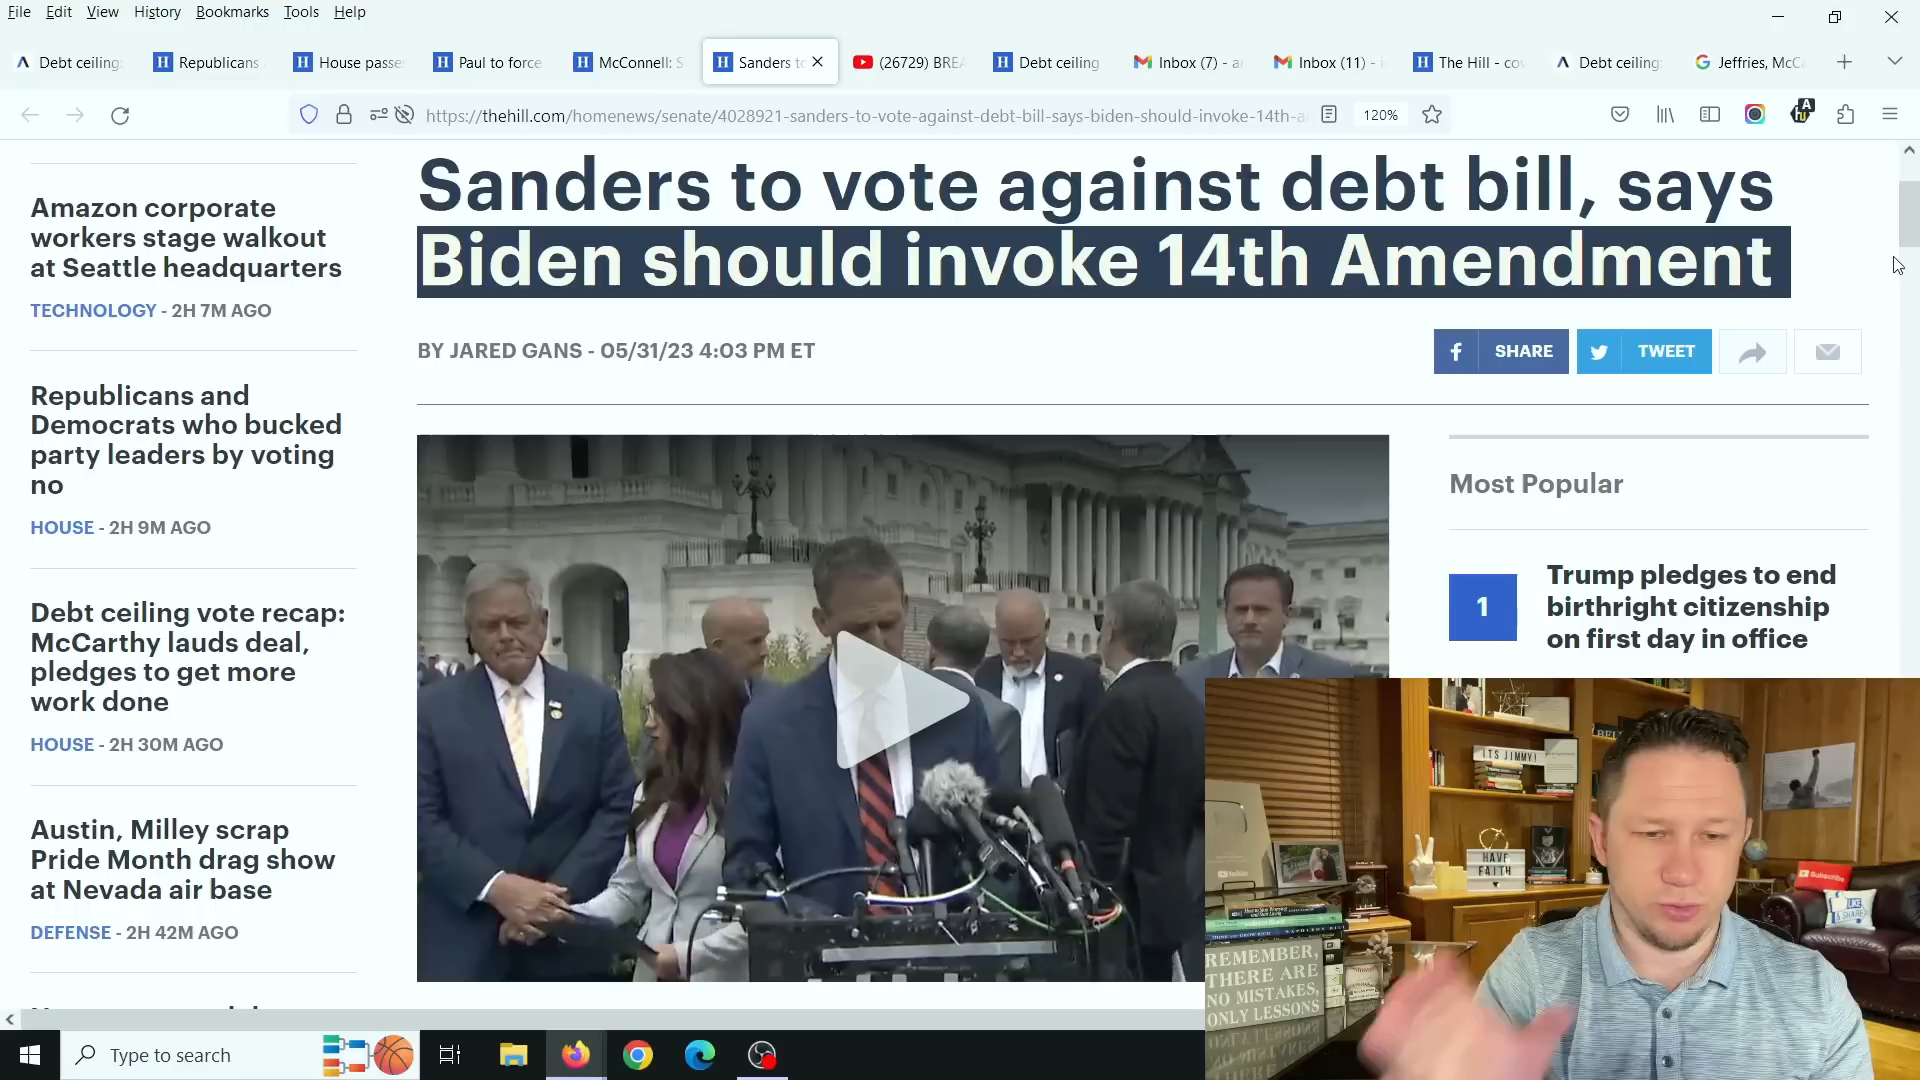 File Edit View History Bookmarks Tools Help
Debt ceiling:
Republicans
House passe
Paul to force
McConnell: S
Sanders to
(26729) BREA
Debt ceiling
Inbox (7) - a
Inbox (11) -
The Hill - co
Debt ceiling:
Jeffries, McC
https://thehill.com/homenews/senate/4028921-sanders-to-vote-against-debt-bill-says-biden-should-invoke-14th-a
120%
Amazon corporate
workers stage walkout
at Seattle headquarters
TECHNOLOGY - 2H 7M AGO
Republicans and
Democrats who bucked
party leaders by voting
no
HOUSE - 2H 9M AGO
Debt ceiling vote recap:
McCarthy lauds deal,
pledges to get more
work done
HOUSE - 2H 30M AGO
Austin, Milley scrap
Pride Month drag show
at Nevada air base
DEFENSE - 2H 42M AGO
Sanders to vote against debt bill, says
Biden should invoke 14th Amendment
BY JARED GANS - 05/31/23 4:03 PM ET
SHARE
TWEET
Most Popular
1
Trump pledges to end
birthright citizenship
on first day in office
ITS JIMMY!
HAVE
FAITH
Subscribe
LIKE
& SHARE
YouTube
NAPOLEON HILL
REMEMBER,
THERE ARE
NO MISTAKES,
ONLY LESSONS
Type to search